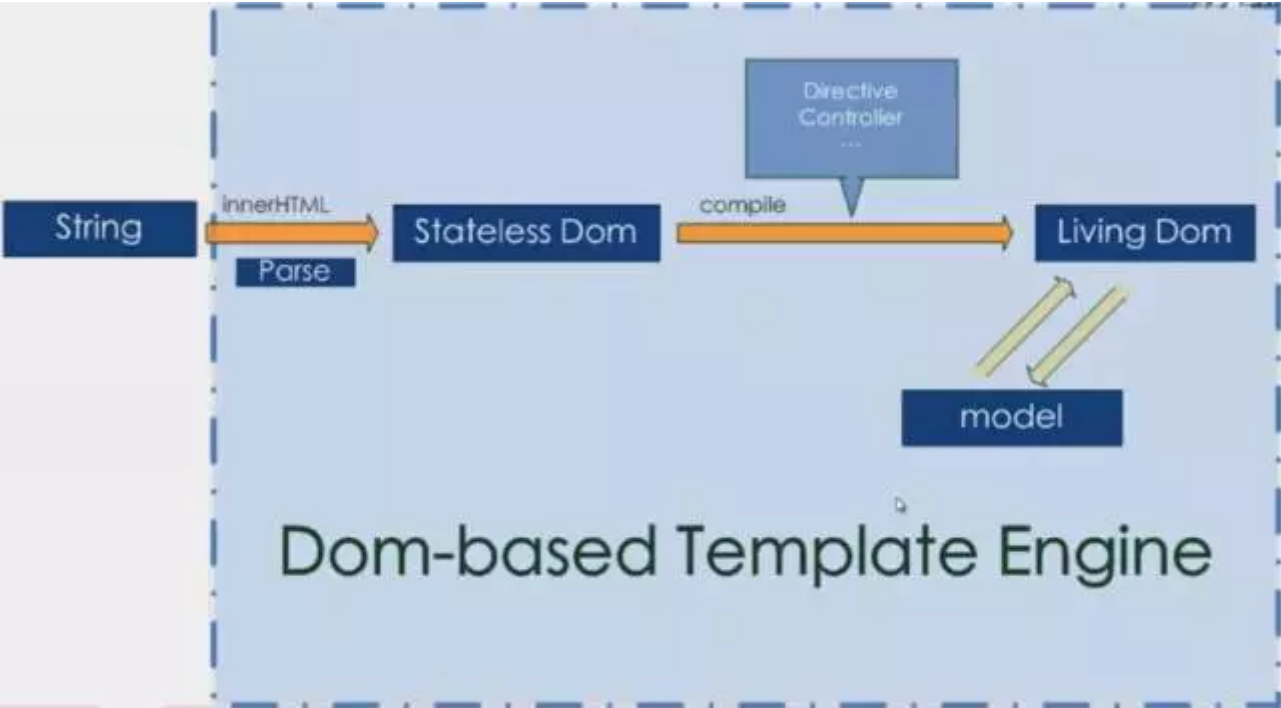 Directive
Controller
...
innerHTML
compile
String
Stateless Dom
Living Dom
Parse
model
Dom-based Template Engine